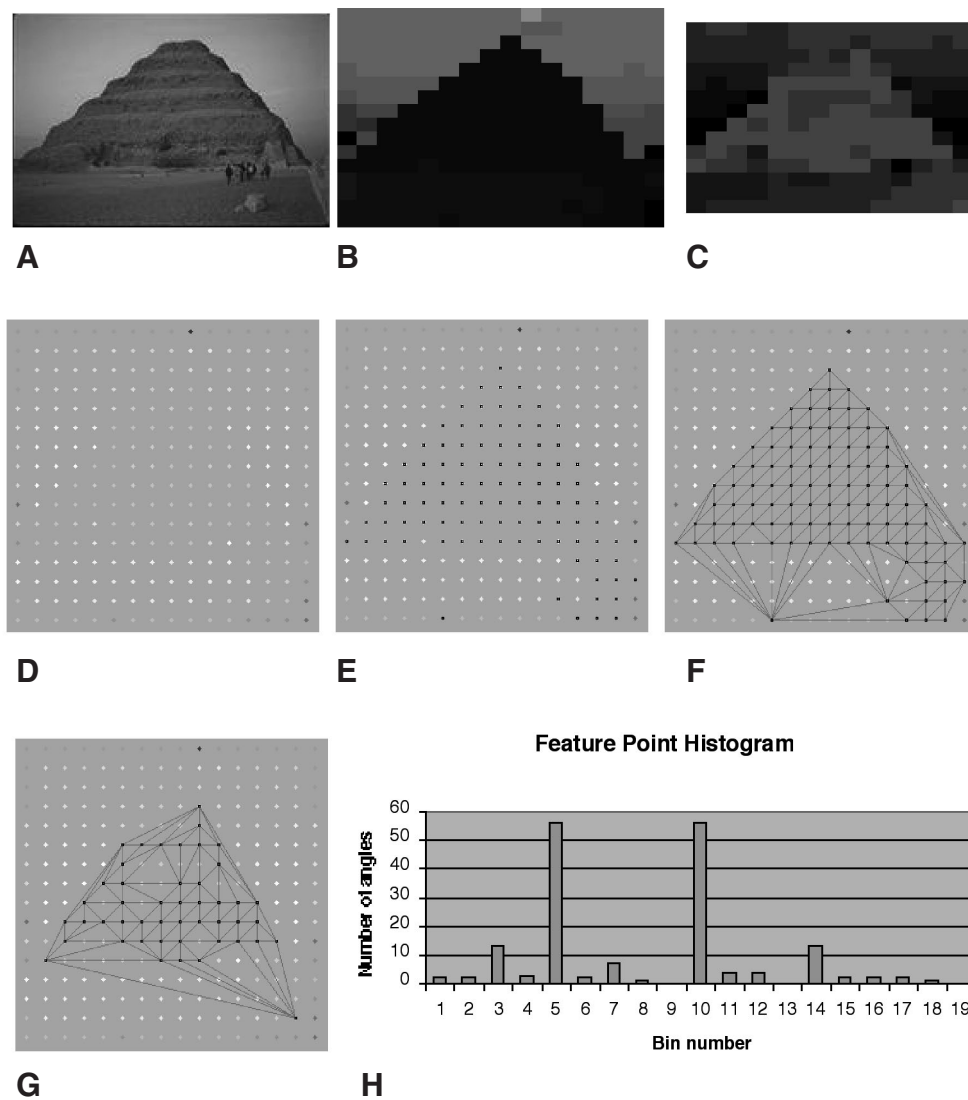 A
B
C
D
E
F
Feature Point Histogram
60
50
40
30
20
10
0
Number of angles
1 2 3 4 5 6 7 8 9 10 11 12 13 14 15 16 17 18 19
Bin number
G
H